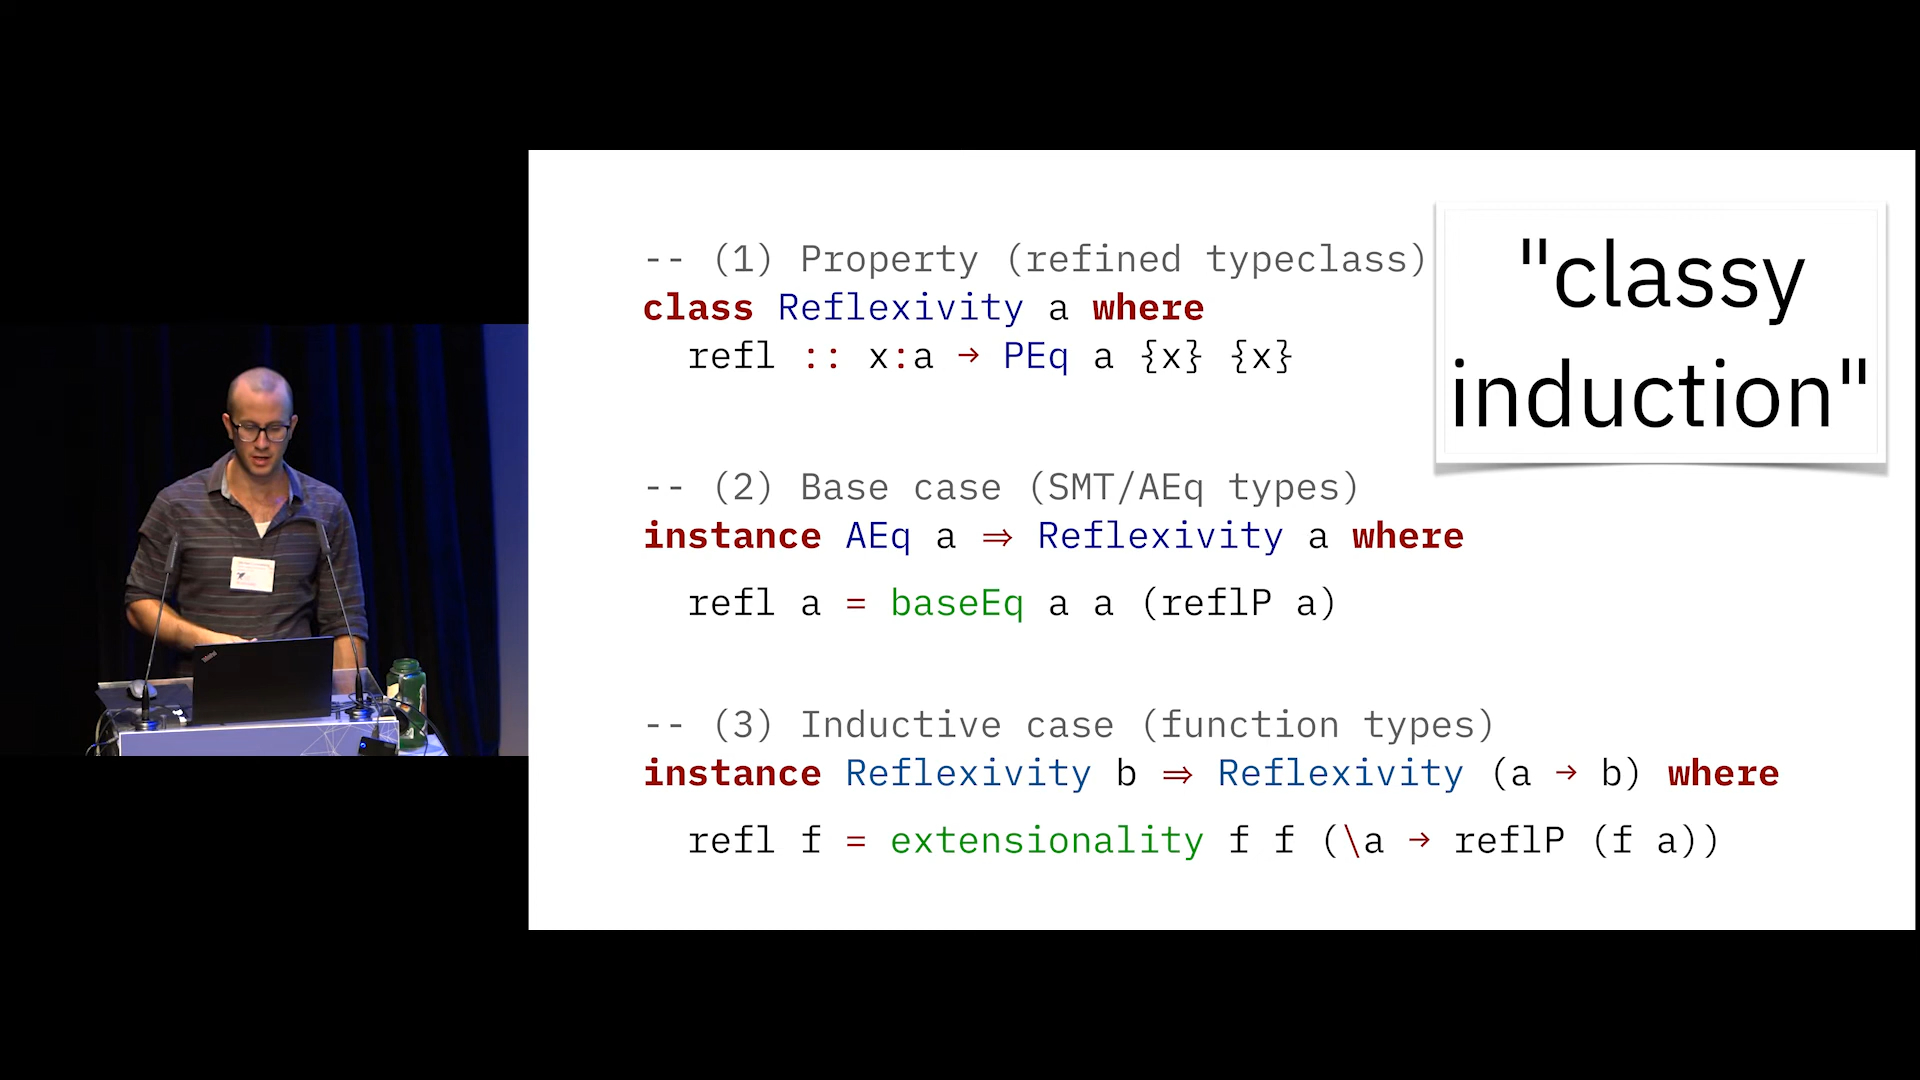 -- (1) Property (refined typeclass)
class Reflexivity a where
refl :: x:a → PEq a {x} {x}
"classy
induction"
-- (2) Base case (SMT/AEq types)
instance AEq a ⇒ Reflexivity a where
refl a = baseEq a a (reflP a)
-- (3) Inductive case (function types)
instance Reflexivity b ⇒ Reflexivity (a → b) where
refl f = extensionality f f (\a → reflP (f a))